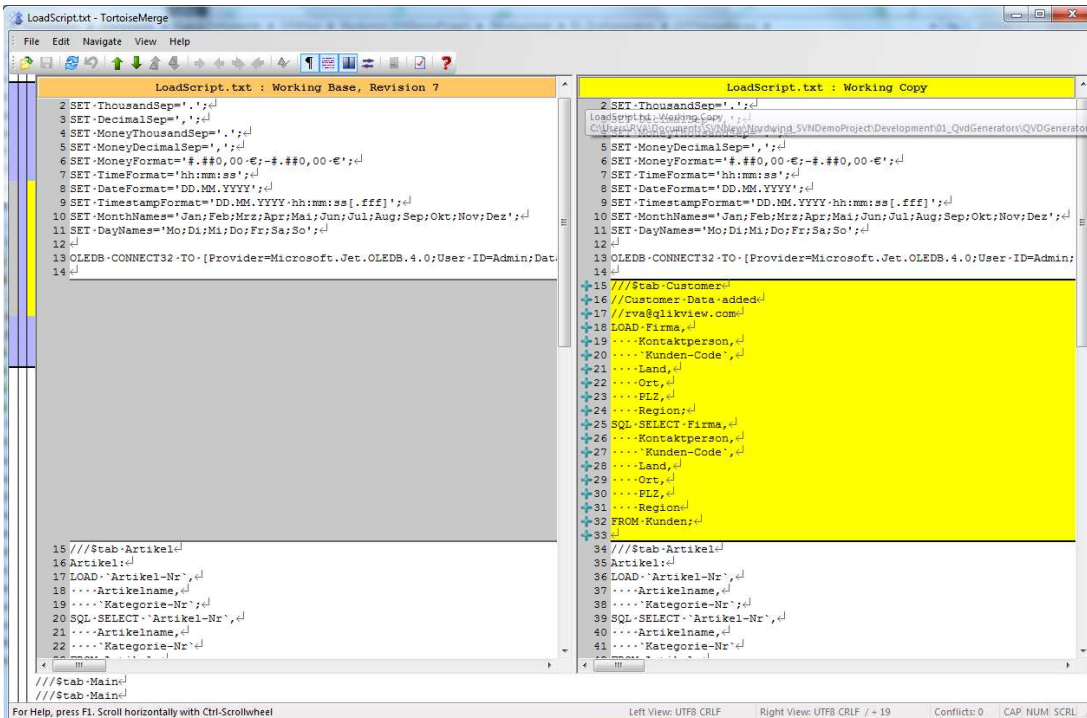 LoadScript.txt - TortoiseMerge
File Edit Navigate View Help
LoadScript.txt : Working Base, Revision 7
2 SET·ThousandSep='.';
3 SET·DecimalSep=',';
4 SET·MoneyThousandSep='.';
5 SET·MoneyDecimalSep=',';
6 SET·MoneyFormat='#.##0,00·€;-#.##0,00·€';
7 SET·TimeFormat='hh:mm:ss';
8 SET·DateFormat='DD.MM.YYYY';
9 SET·TimestampFormat='DD.MM.YYYY·hh:mm:ss[.fff]';
10 SET·MonthNames='Jan;Feb;Mrz;Apr;Mai;Jun;Jul;Aug;Sep;Okt;Nov;Dez';
11 SET·DayNames='Mo;Di;Mi;Do;Fr;Sa;So';
12
13 OLEDB·CONNECT32·TO·[Provider=Microsoft.Jet.OLEDB.4.0;User·ID=Admin;Dat
14
15 ///$tab·Artikel
16 Artikel:
17 LOAD·`Artikel-Nr`,
18 ····Artikelname,
19 ····`Kategorie-Nr`;
20 SQL·SELECT·`Artikel-Nr`,
21 ····Artikelname,
22 ····`Kategorie-Nr`
LoadScript.txt : Working Copy
2 SET·ThousandSep='.';
LoadScript.txt : Working Copy
C:\Users\RVA\Documents\SVNNew\Nordwind_SVNDemoProject\Development\01_QvdGenerators\QVDGenerato
5 SET·MoneyDecimalSep=',';
6 SET·MoneyFormat='#.##0,00·€;-#.##0,00·€';
7 SET·TimeFormat='hh:mm:ss';
8 SET·DateFormat='DD.MM.YYYY';
9 SET·TimestampFormat='DD.MM.YYYY·hh:mm:ss[.fff]';
10 SET·MonthNames='Jan;Feb;Mrz;Apr;Mai;Jun;Jul;Aug;Sep;Okt;Nov;Dez';
11 SET·DayNames='Mo;Di;Mi;Do;Fr;Sa;So';
12
13 OLEDB·CONNECT32·TO·[Provider=Microsoft.Jet.OLEDB.4.0;User·ID=Admin;
14
15 ///$tab·Customer
16 //Customer·Data·added
17 //rva@qlikview.com
18 LOAD·Firma,
19 ····Kontaktperson,
20 ····`Kunden-Code`,
21 ····Land,
22 ····Ort,
23 ····PLZ,
24 ····Region;
25 SQL·SELECT·Firma,
26 ····Kontaktperson,
27 ····`Kunden-Code`,
28 ····Land,
29 ····Ort,
30 ····PLZ,
31 ····Region
32 FROM·Kunden;
33
34 ///$tab·Artikel
35 Artikel:
36 LOAD·`Artikel-Nr`,
37 ····Artikelname,
38 ····`Kategorie-Nr`;
39 SQL·SELECT·`Artikel-Nr`,
40 ····Artikelname,
41 ····`Kategorie-Nr`
///$tab·Main
///$tab·Main
For Help, press F1. Scroll horizontally with Ctrl-Scrollwheel
Left View: UTF8 CRLF
Right View: UTF8 CRLF / + 19
Conflicts: 0
CAP NUM SCRL